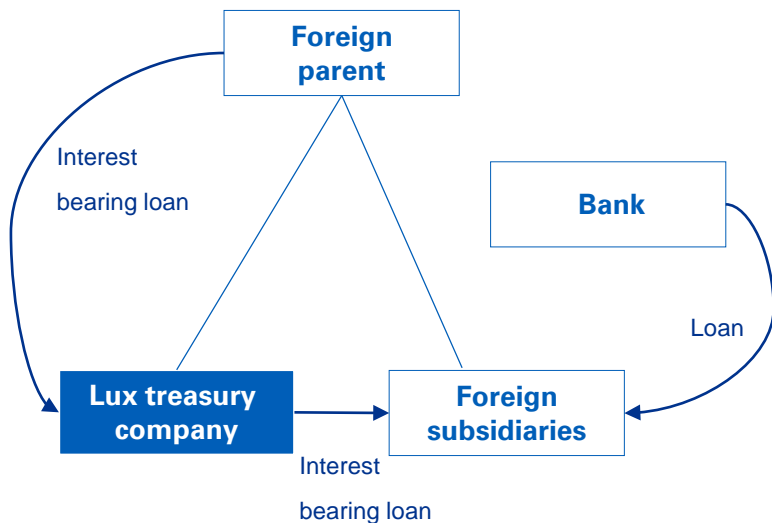 Foreign
parent
Interest
bearing loan
Bank
Loan
Lux treasury
company
Foreign
subsidiaries
Interest
bearing loan